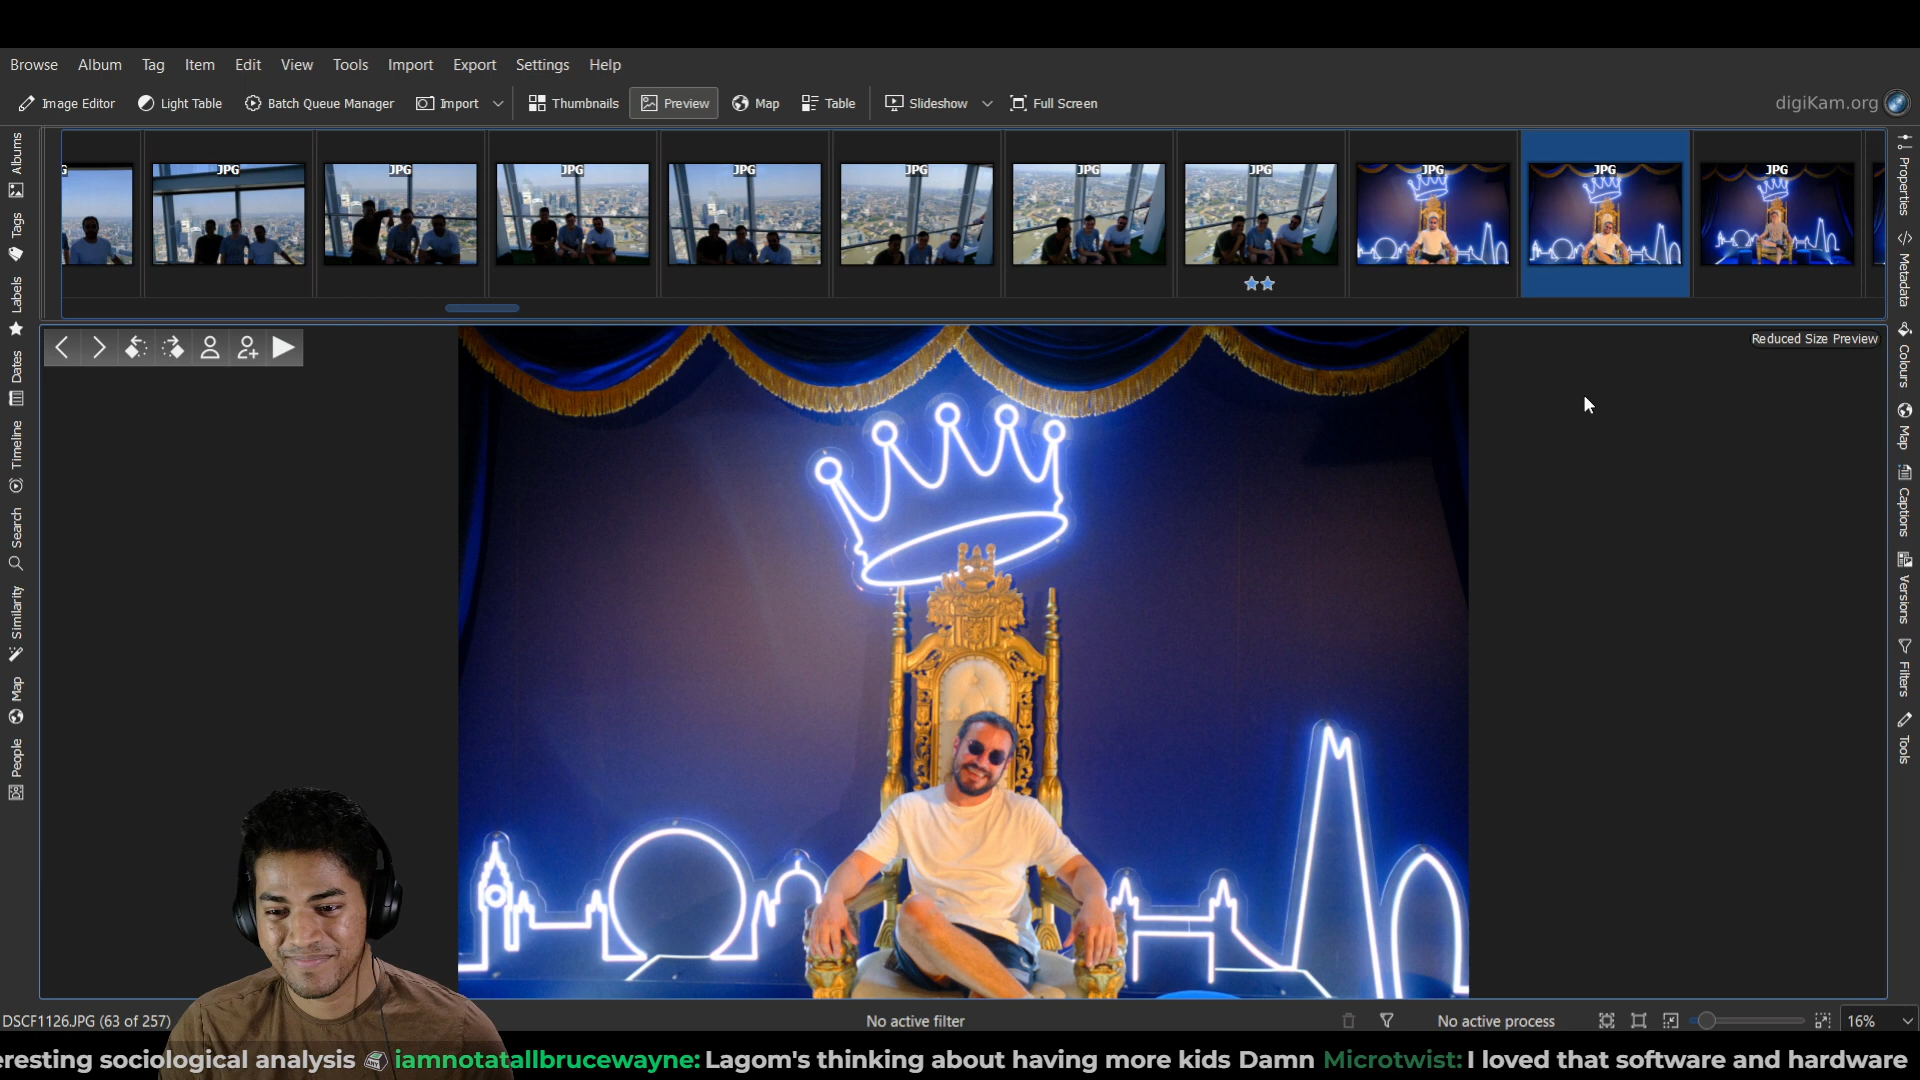 Browse Album Tag Item Edit View Tools Import Export Settings Help
Image Editor Light Table Batch Queue Manager Import Thumbnails Preview Map Table Slideshow Full Screen digiKam.org
Albums
Tags
Labels
Dates
Timeline
Search
Similarity
Map
People
JPG JPG JPG JPG JPG JPG JPG JPG JPG JPG
Reduced Size Preview
Properties
Metadata
Colours
Map
Captions
Versions
Filters
Tools
DSCF1126.JPG (63 of 257) No active filter No active process 16%
eresting sociological analysis iamnotatallbrucewayne: Lagom's thinking about having more kids Damn Microtwist: I loved that software and hardware